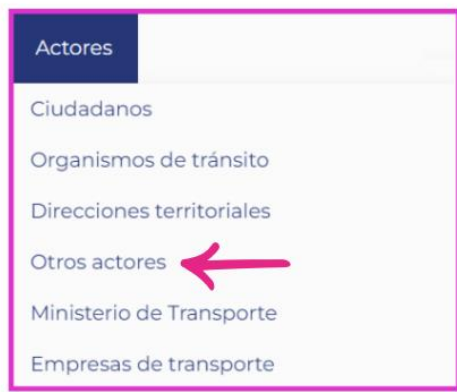 Actores
Ciudadanos
Organismos de tránsito
Direcciones territoriales
Otros actores
Ministerio de Transporte
Empresas de transporte